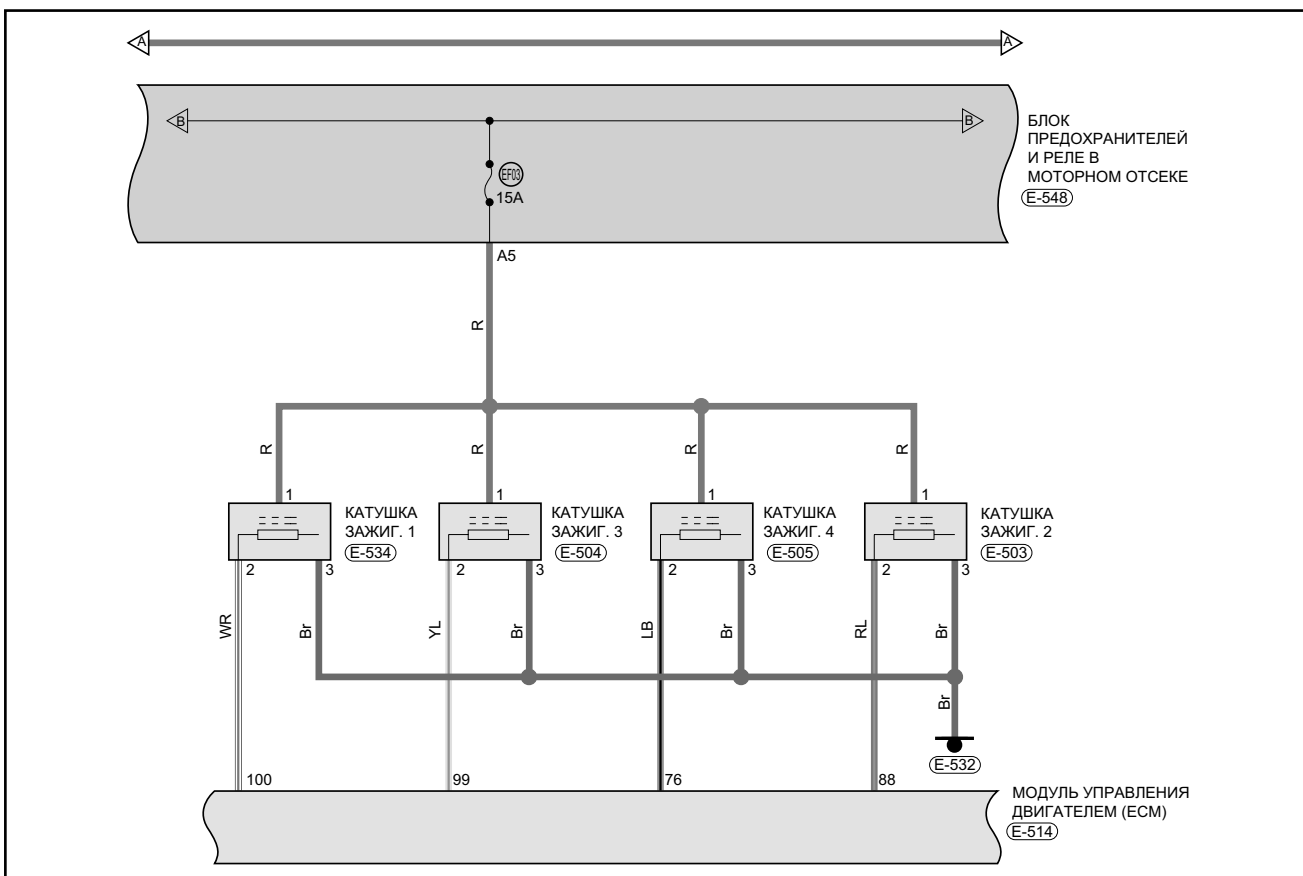 A
A
B
B
БЛОК
ПРЕДОХРАНИТЕЛЕЙ
И РЕЛЕ В
МОТОРНОМ ОТСЕКЕ
E-548
EF03
15A
A5
R
R
R
R
R
1
1
1
1
КАТУШКА
ЗАЖИГ. 1
E-534
КАТУШКА
ЗАЖИГ. 3
E-504
КАТУШКА
ЗАЖИГ. 4
E-505
КАТУШКА
ЗАЖИГ. 2
E-503
2
3
2
3
2
3
2
3
WR
Br
YL
Br
LB
Br
RL
Br
Br
E-532
100
99
76
88
МОДУЛЬ УПРАВЛЕНИЯ
ДВИГАТЕЛЕМ (ECM)
E-514